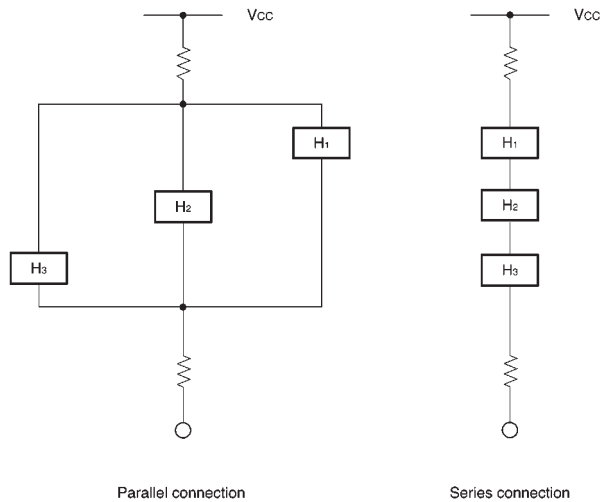 Vcc
Vcc
H1
H1
H2
H2
H3
H3
Parallel connection
Series connection